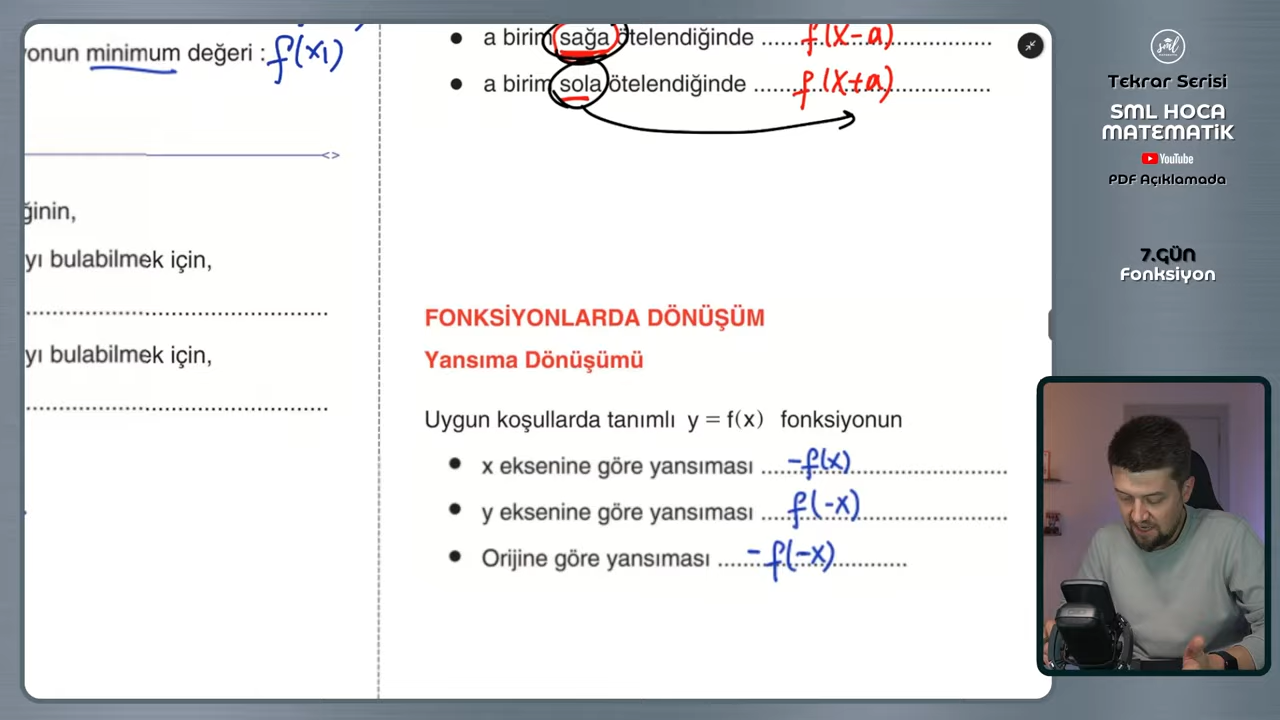 onun minimum değeri : f(x1)
ğinin,
yı bulabilmek için,
yı bulabilmek için,
• a birim sağa ötelendiğinde f(x-a)
• a birim sola ötelendiğinde f(x+a)
FONKSİYONLARDA DÖNÜŞÜM
Yansıma Dönüşümü
Uygun koşullarda tanımlı y = f(x) fonksiyonun
• x eksenine göre yansıması -f(x)
• y eksenine göre yansıması f(-x)
• Orijine göre yansıması -f(-x)
sml
Tekrar Serisi
SML HOCA
MATEMATİK
YouTube
PDF Açıklamada
7.GÜN
Fonksiyon